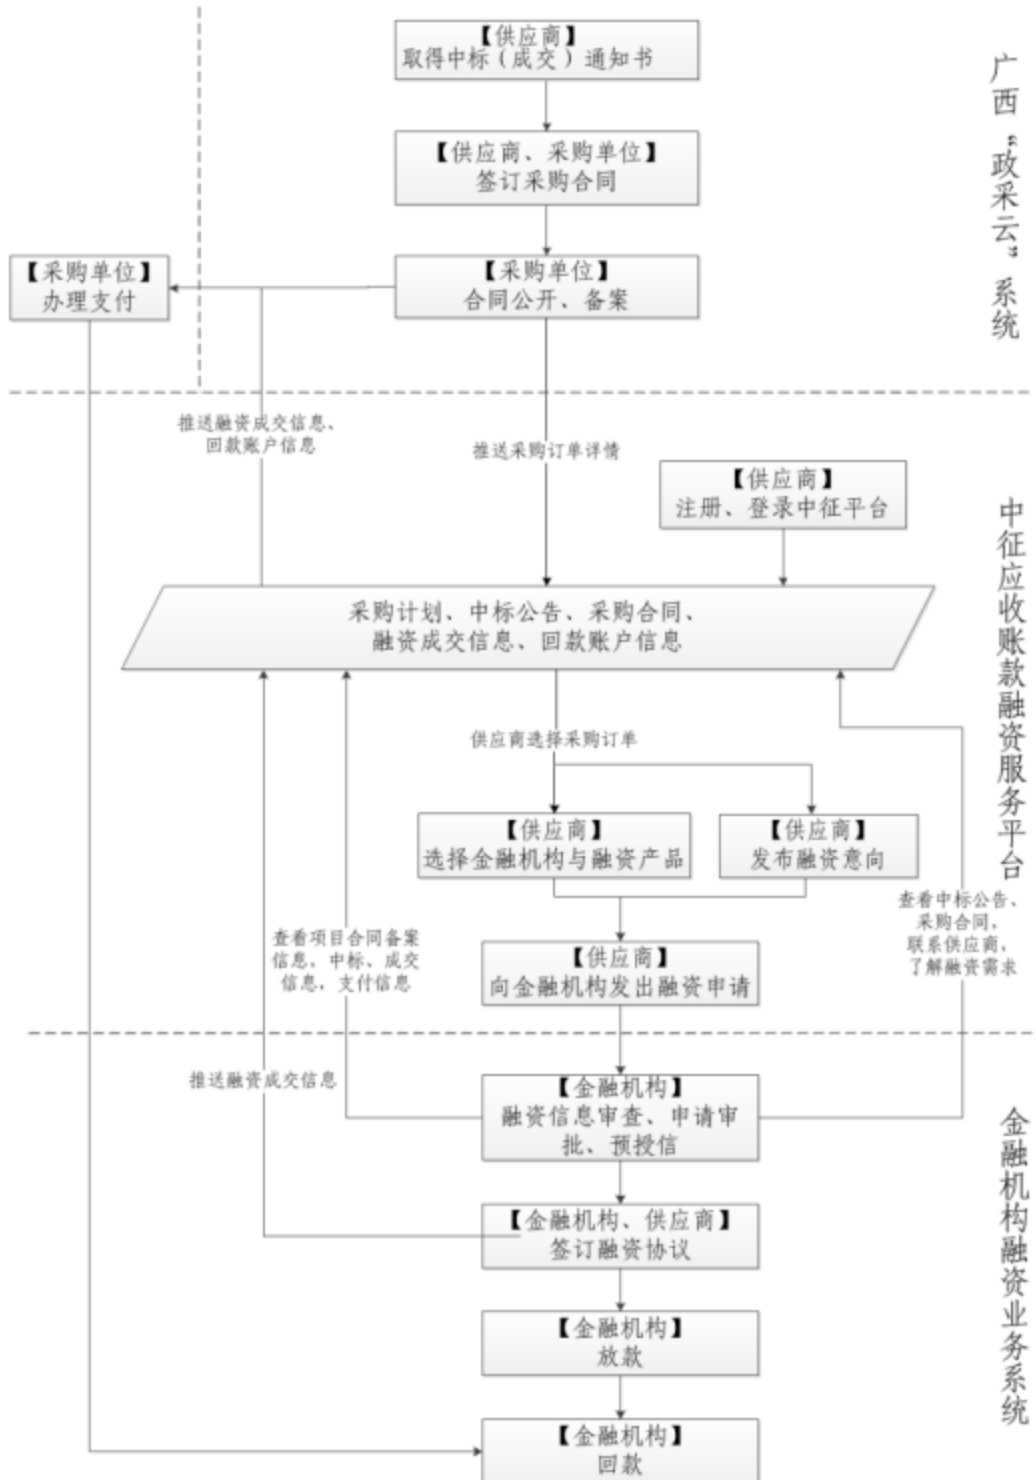 【供应商】
取得中标（成交）通知书
【供应商、采购单位】
签订采购合同
【采购单位】
办理支付
【采购单位】
合同公开、备案
广西“政采云”系统
推送融资成交信息、
回款账户信息
推送采购订单详情
【供应商】
注册、登录中征平台
采购计划、中标公告、采购合同、
融资成交信息、回款账户信息
供应商选择采购订单
【供应商】
选择金融机构与融资产品
【供应商】
发布融资意向
中征应收账款融资服务平台
查看项目合同备案
信息，中标、成交
信息，支付信息
【供应商】
向金融机构发出融资申请
查看中标公告、
采购合同，
联系供应商，
了解融资需求
推送融资成交信息
【金融机构】
融资信息审查、申请审
批、预授信
【金融机构、供应商】
签订融资协议
【金融机构】
放款
【金融机构】
回款
金融机构融资业务系统